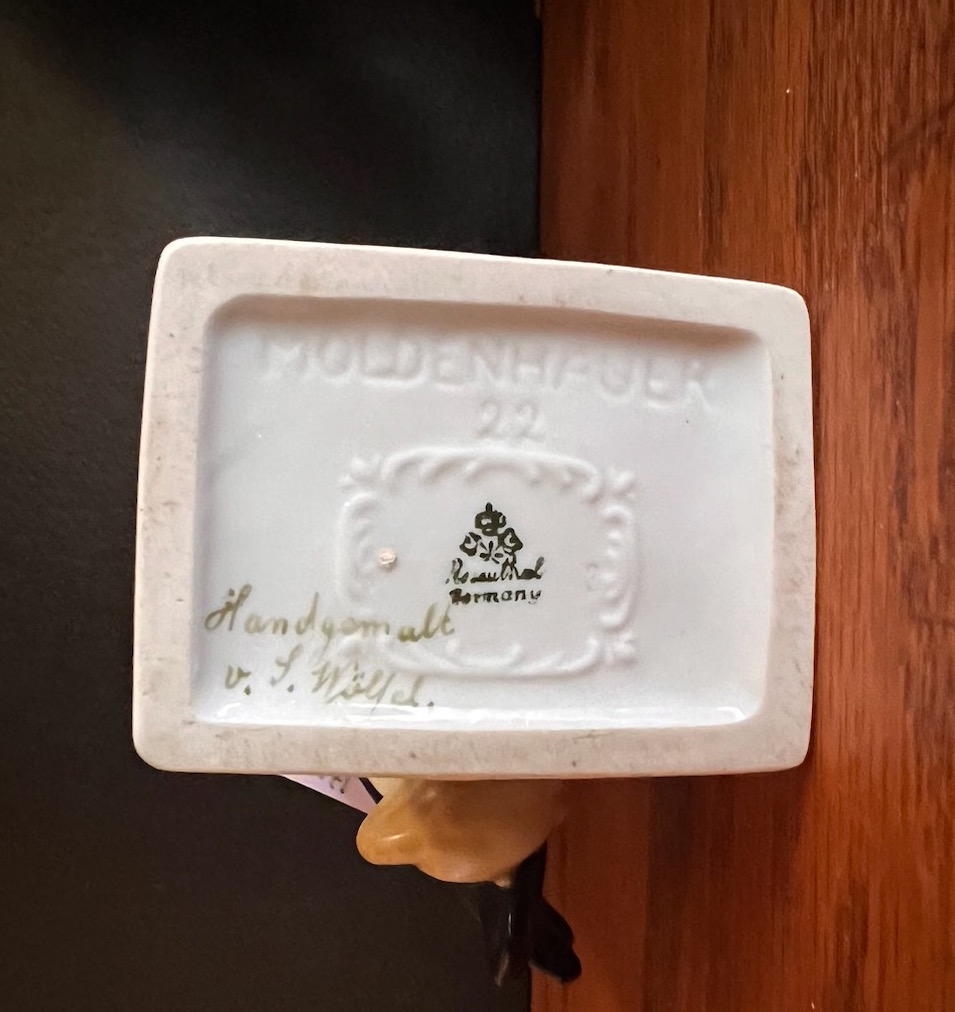 MOLDENHAUER
22
Rosenthal
Germany
Handgemalt
v. S. Wölfel.